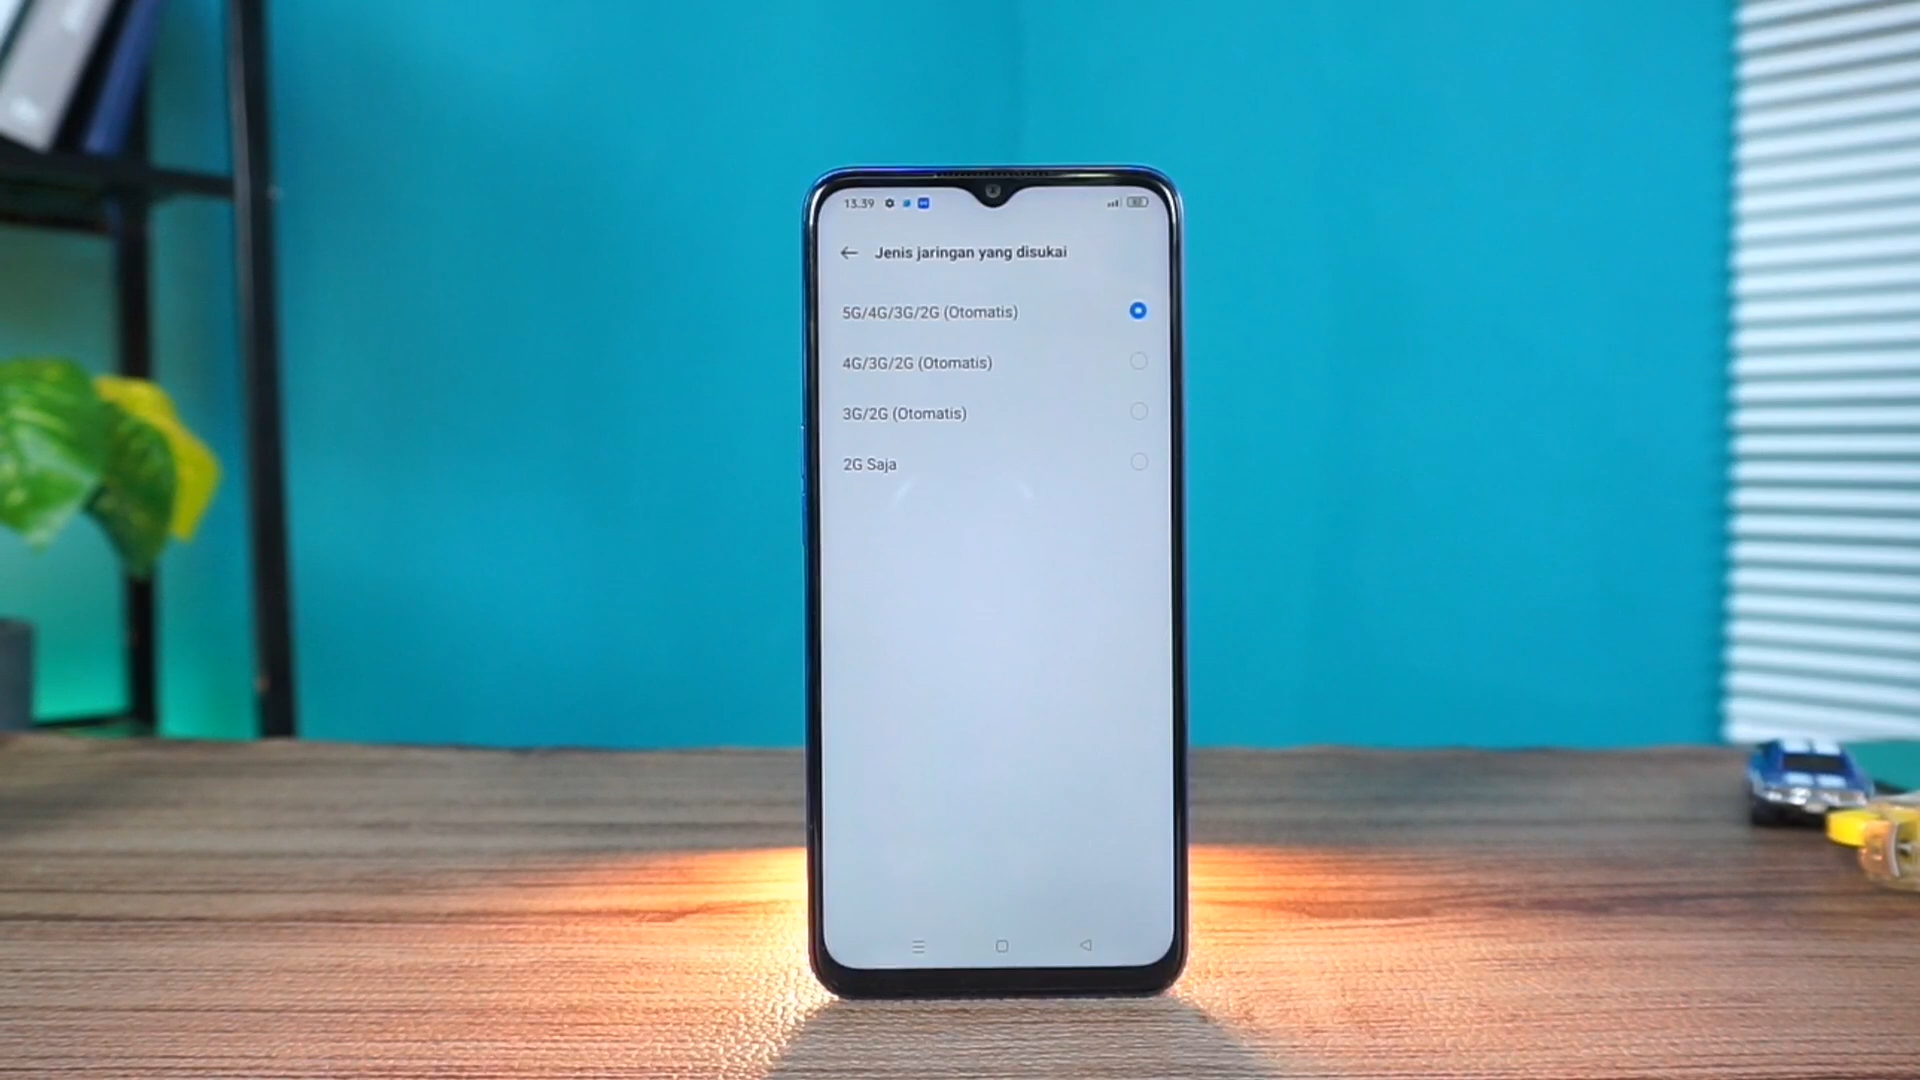 13.39
Jenis jaringan yang disukai
5G/4G/3G/2G (Otomatis)
4G/3G/2G (Otomatis)
3G/2G (Otomatis)
2G Saja